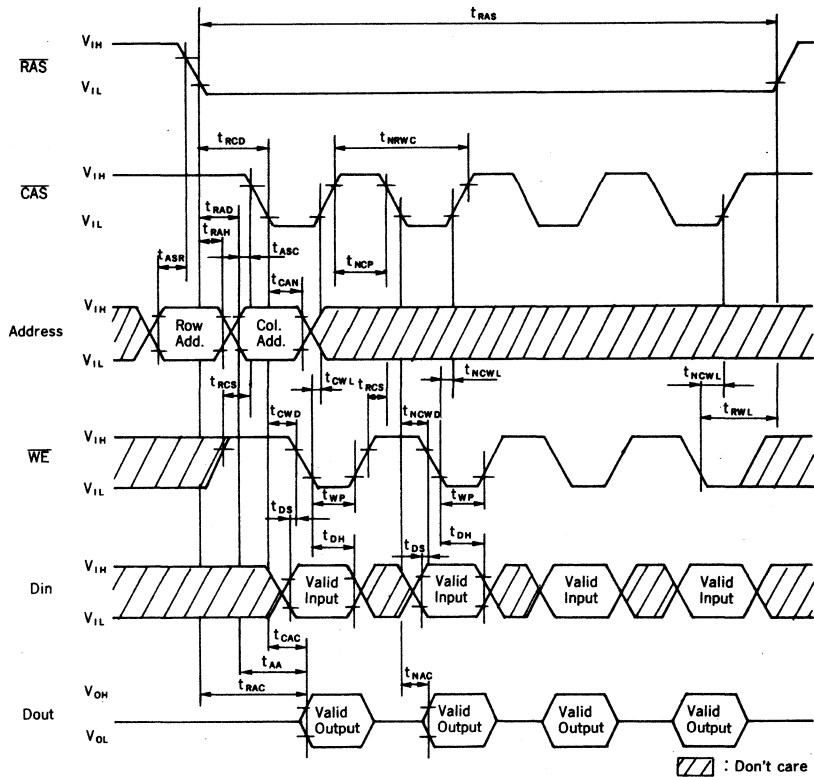 tRAS
VIH
RAS
VIL
tRCD
tNRWC
VIH
CAS
VIL
tRAD
tRAH
tASR
tASC
tNCP
tCAN
VIH
Address
Row Add.
Col. Add.
VIL
tRCS
tCWL
tRCS
tNCWL
tNCWL
tCWD
tNCWD
tRWL
VIH
WE
VIL
tWP
tWP
tDS
tDH
tDS
tDH
VIH
Din
Valid Input
Valid Input
Valid Input
Valid Input
VIL
tCAC
tAA
tNAC
tRAC
VOH
Dout
Valid Output
Valid Output
Valid Output
Valid Output
VOL
: Don't care